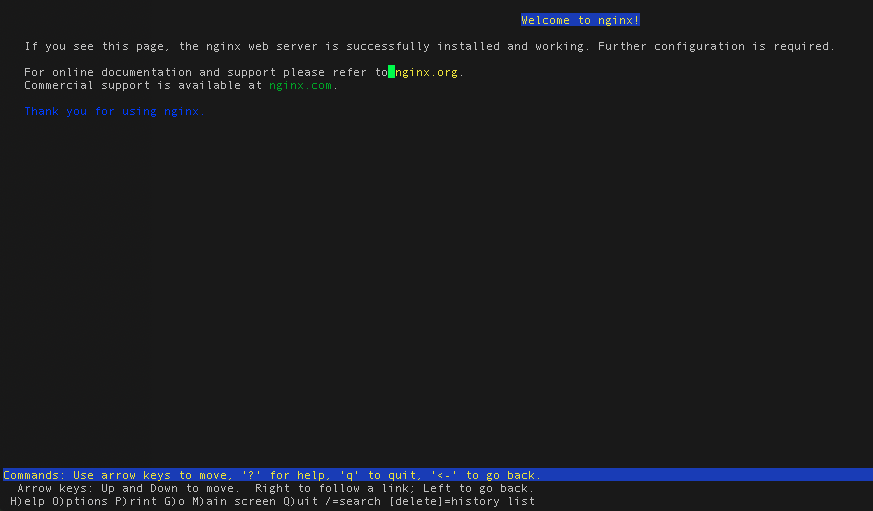 Welcome to nginx!
If you see this page, the nginx web server is successfully installed and working. Further configuration is required.
For online documentation and support please refer to nginx.org.
Commercial support is available at nginx.com.
Thank you for using nginx.
Commands: Use arrow keys to move, '?' for help, 'q' to quit, '<-' to go back.
Arrow keys: Up and Down to move.  Right to follow a link; Left to go back.
H)elp O)ptions P)rint G)o M)ain screen Q)uit /=search [delete]=history list